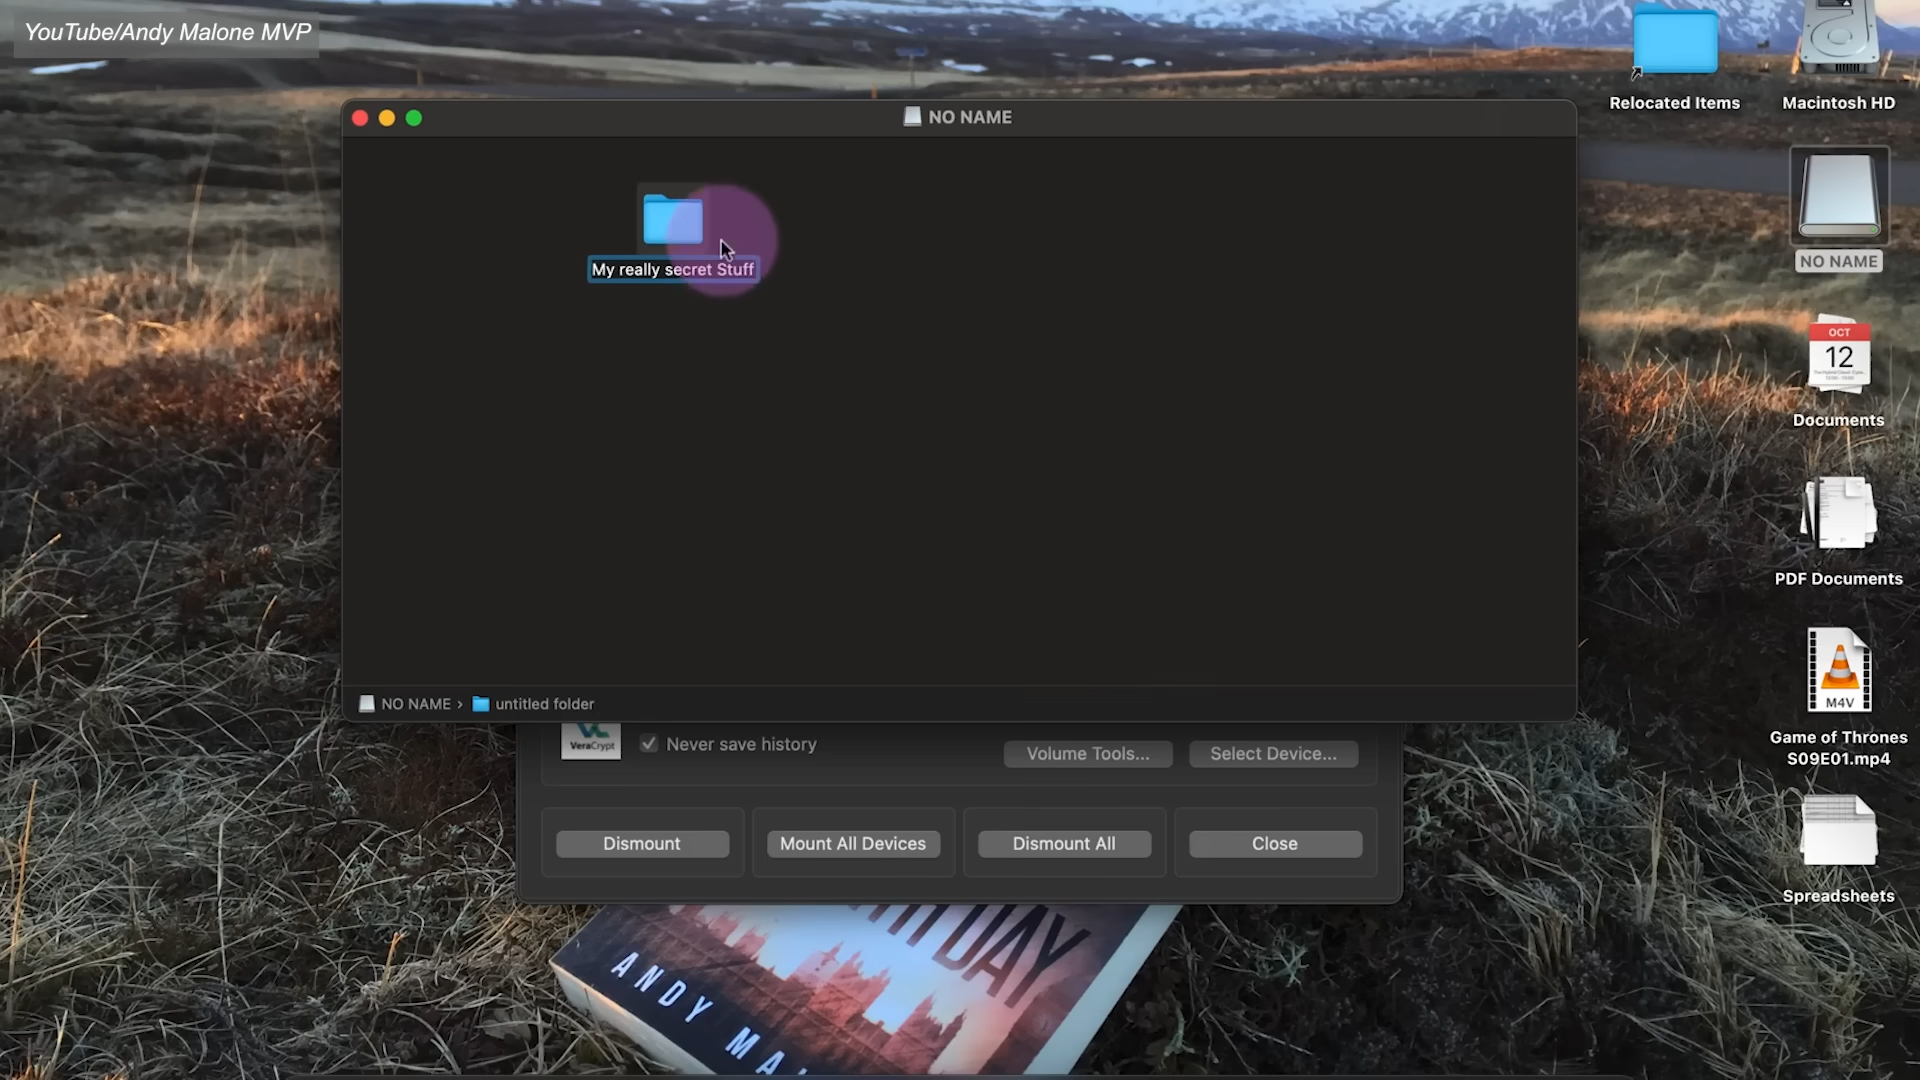 YouTube/Andy Malone MVP
NO NAME
My really secret Stuff
NO NAME › untitled folder
VeraCrypt
Never save history
Volume Tools...
Select Device...
Dismount
Mount All Devices
Dismount All
Close
DAY
ANDY MA
Relocated Items
Macintosh HD
NO NAME
OCT
12
Documents
PDF Documents
M4V
Game of Thrones
S09E01.mp4
Spreadsheets